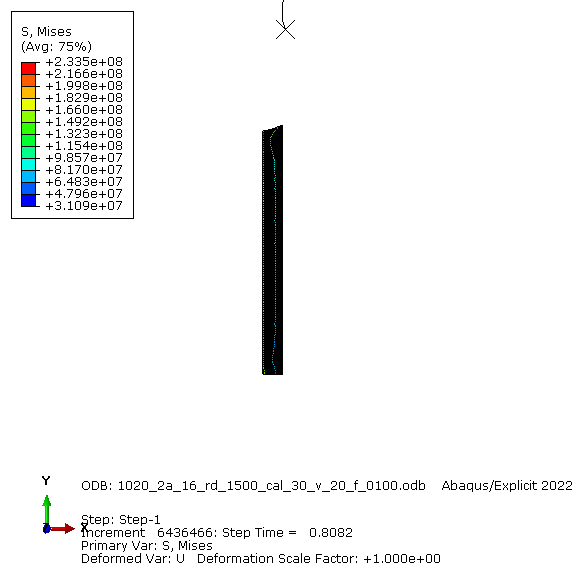 S, Mises
(Avg: 75%)
+2.335e+08
+2.166e+08
+1.998e+08
+1.829e+08
+1.660e+08
+1.492e+08
+1.323e+08
+1.154e+08
+9.857e+07
+8.170e+07
+6.483e+07
+4.796e+07
+3.109e+07
Y
ODB: 1020_2a_16_rd_1500_cal_30_v_20_f_0100.odb Abaqus/Explicit 2022
Step: Step-1
X
Increment 6436466: Step Time = 0.8082
Primary Var: S, Mises
Deformed Var: U Deformation Scale Factor: +1.000e+00